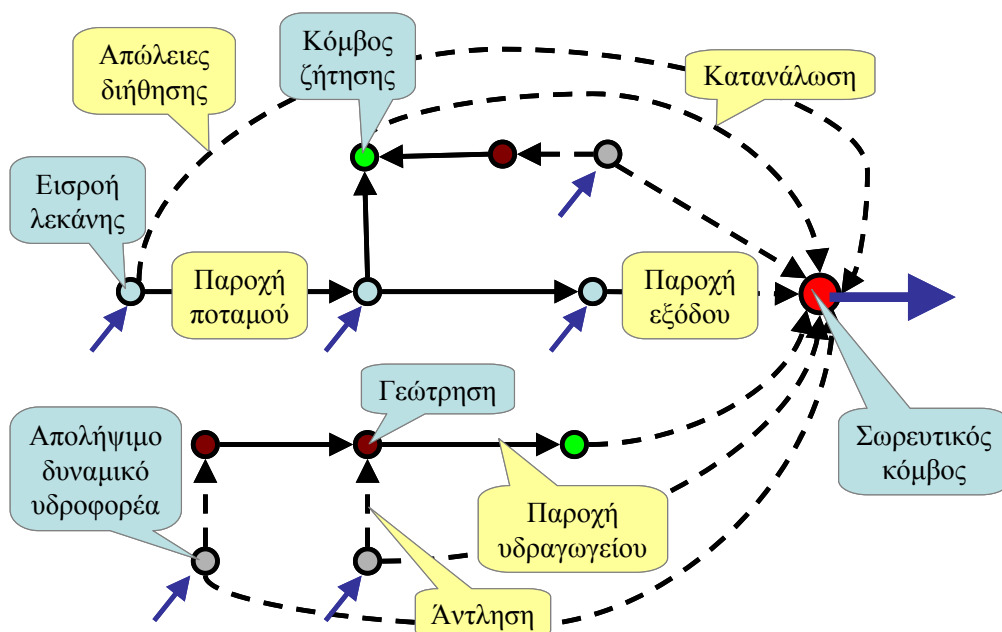 Απώλειες
διήθησης
Κόμβος
ζήτησης
Κατανάλωση
Εισροή
λεκάνης
Παροχή
ποταμού
Παροχή
εξόδου
Γεώτρηση
Απολήψιμο
δυναμικό
υδροφορέα
Σωρευτικός
κόμβος
Παροχή
υδραγωγείου
Άντληση